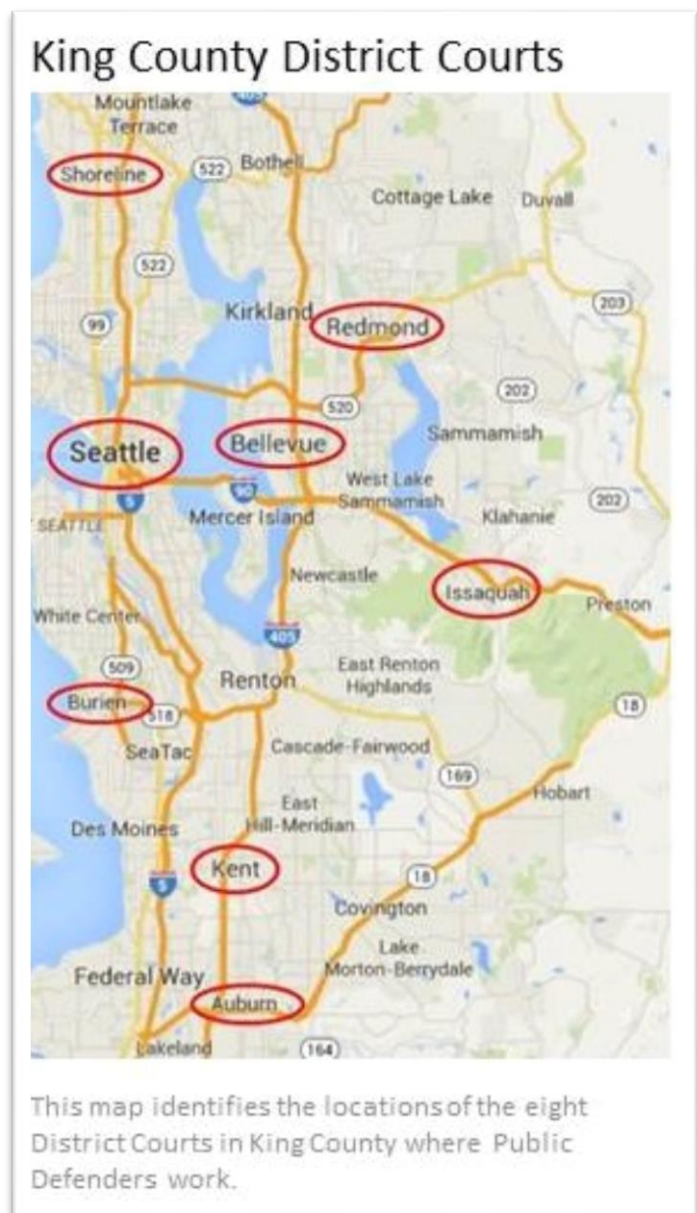 King County District Courts
405
Mountlake
Terrace
Shoreline
522
Bothell
Cottage Lake
Duvall
522
203
Kirkland
99
Redmond
202
520
Sammamish
Seattle
Bellevue
West Lake
Sammamish
90
5
202
Mercer Island
Klahanie
SEATTLE
Newcastle
Issaquah
Preston
White Center
405
East Renton
Highlands
509
Renton
Burien
518
18
SeaTac
Cascade-Fairwood
169
Hobart
East
Hill-Meridian
Des Moines
Kent
18
5
Covington
Lake
Morton-Berrydale
Federal Way
Auburn
Lakeland
164
This map identifies the locations of the eight
District Courts in King County where Public
Defenders work.